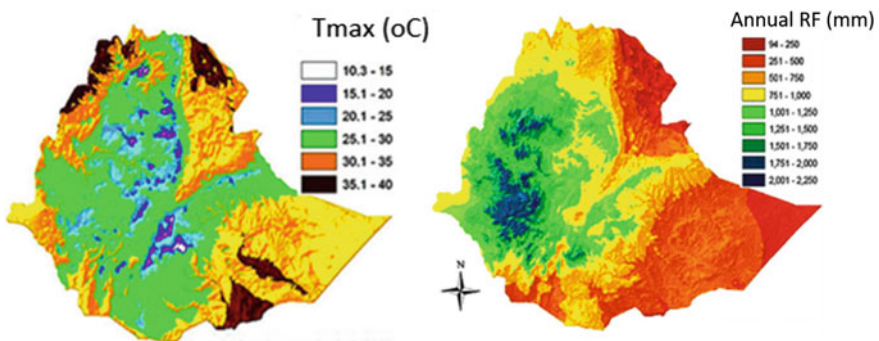 Tmax (oC)
10.3 - 15
15.1 - 20
20.1 - 25
25.1 - 30
30.1 - 35
35.1 - 40
Annual RF (mm)
94 - 250
251 - 500
501 - 750
751 - 1,000
1,001 - 1,250
1,251 - 1,500
1,501 - 1,750
1,751 - 2,000
2,001 - 2,250
N